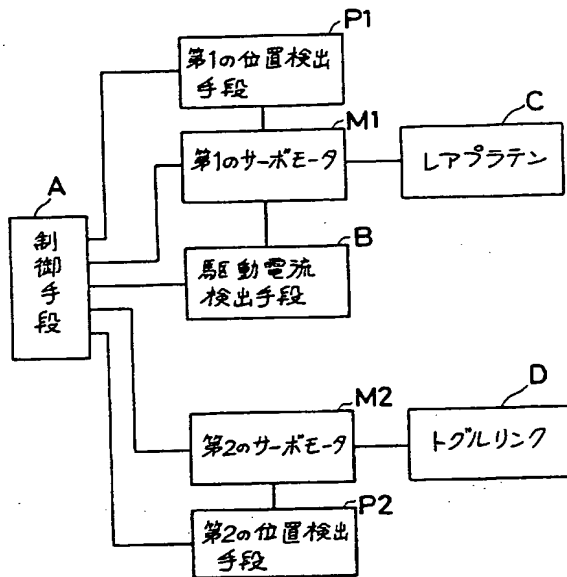 P1
第1の位置検出
手段
M1
第1のサーボモータ
C
レアプラテン
A
制
御
手
段
B
駆動電流
検出手段
M2
第2のサーボモータ
D
トグルリンク
P2
第2の位置検出
手段